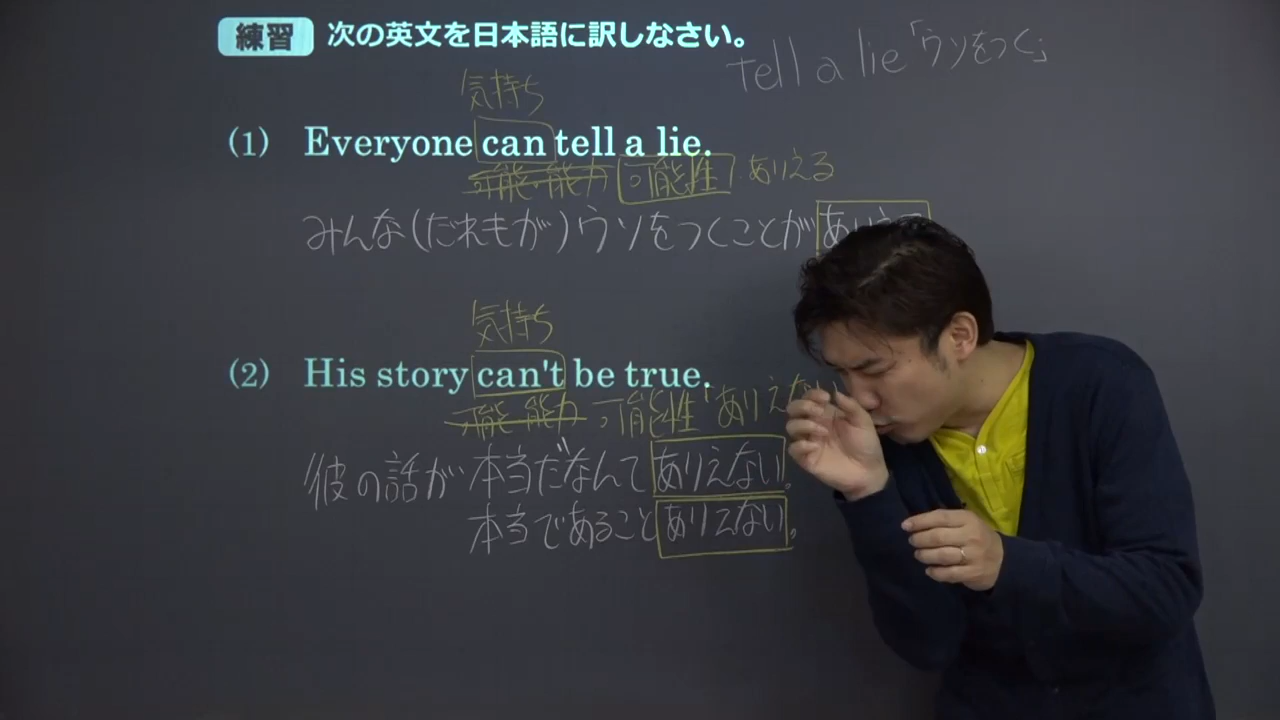 練習 次の英文を日本語に訳しなさい。
tell a lie「ウソをつく」
気持ち
(1) Everyone can tell a lie.
可能・能力 可能性 ありえる
みんな(だれもが)ウソをつくことが
気持ち
(2) His story can't be true.
可能・能力 可能性「ありえない
彼の話が本当だなんてありえない。
本当であることありえない。